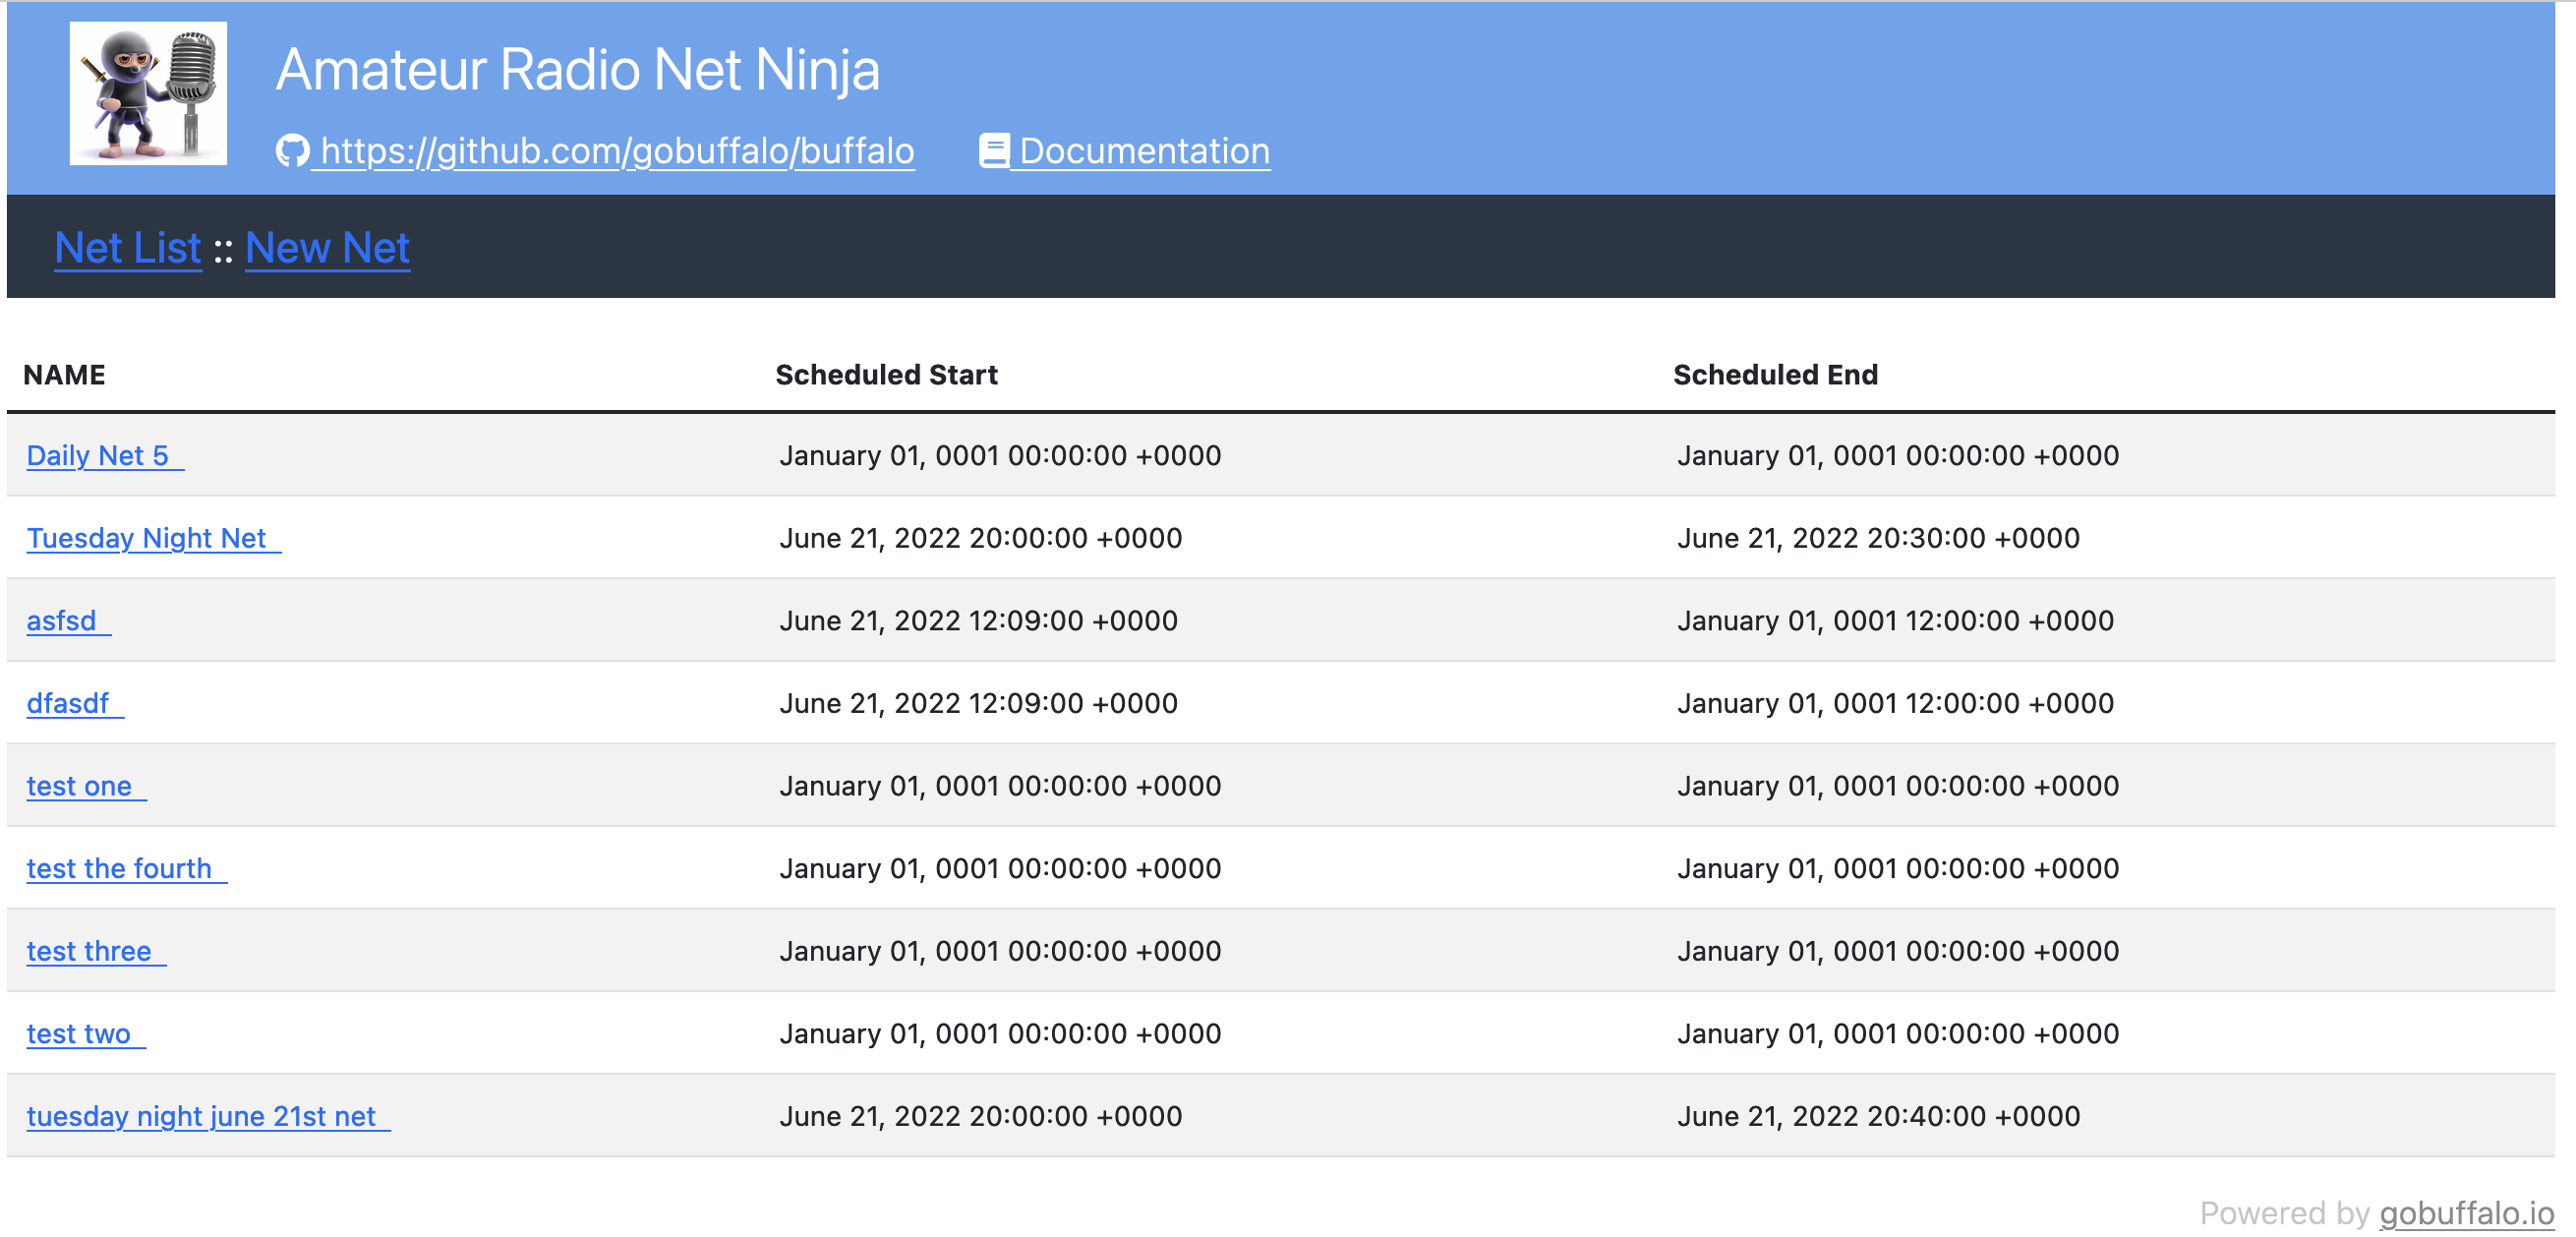 Amateur Radio Net Ninja
https://github.com/gobuffalo/buffalo Documentation
Net List :: New Net
NAME Scheduled Start Scheduled End
Daily Net 5 January 01, 0001 00:00:00 +0000 January 01, 0001 00:00:00 +0000
Tuesday Night Net June 21, 2022 20:00:00 +0000 June 21, 2022 20:30:00 +0000
asfsd June 21, 2022 12:09:00 +0000 January 01, 0001 12:00:00 +0000
dfasdf June 21, 2022 12:09:00 +0000 January 01, 0001 12:00:00 +0000
test one January 01, 0001 00:00:00 +0000 January 01, 0001 00:00:00 +0000
test the fourth January 01, 0001 00:00:00 +0000 January 01, 0001 00:00:00 +0000
test three January 01, 0001 00:00:00 +0000 January 01, 0001 00:00:00 +0000
test two January 01, 0001 00:00:00 +0000 January 01, 0001 00:00:00 +0000
tuesday night june 21st net June 21, 2022 20:00:00 +0000 June 21, 2022 20:40:00 +0000
Powered by gobuffalo.io